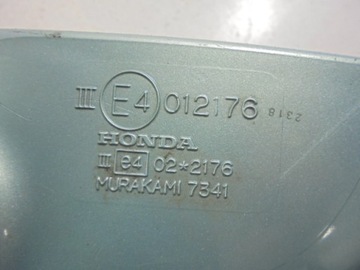 III E4 012176 2318
HONDA
III e4 02*2176
MURAKAMI 7341